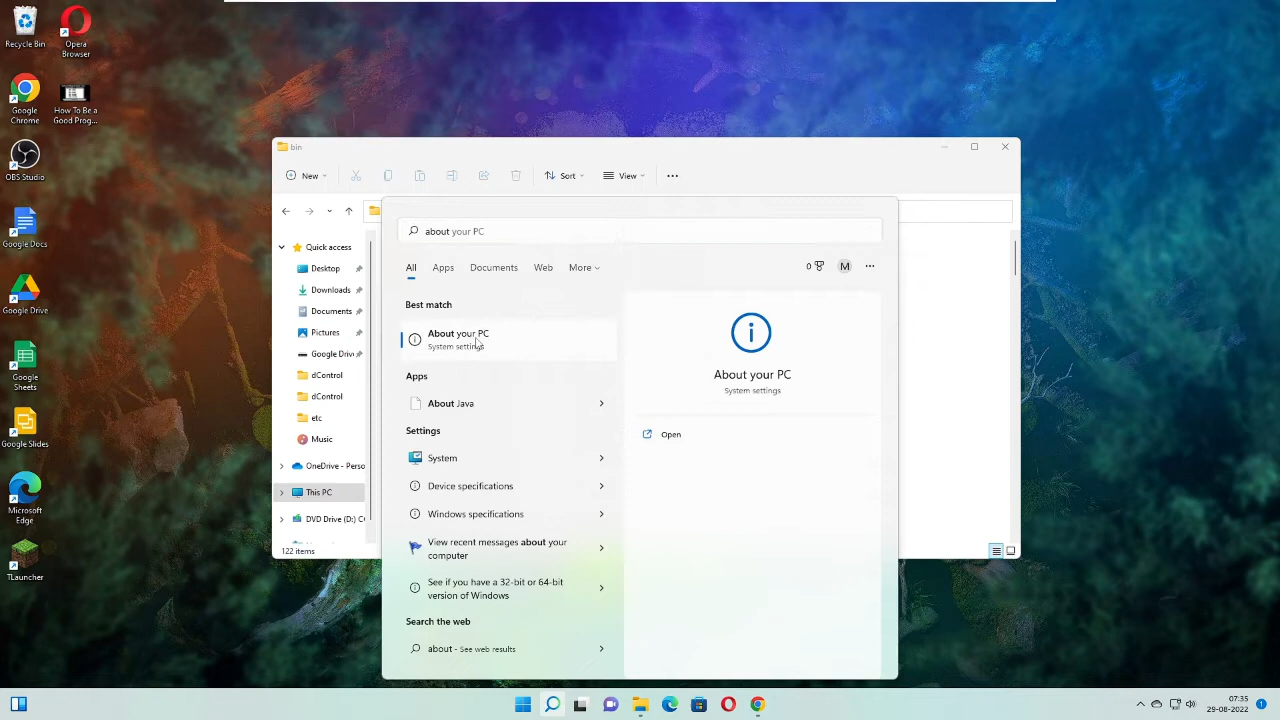 Recycle Bin
Opera
Browser
Google
Chrome
How To Be a
Good Prog...
OBS Studio
Google Docs
Google Drive
Google
Sheets
Google Slides
Microsoft
Edge
TLauncher
bin
New
Sort
View
Quick access
Desktop
Downloads
Documents
Pictures
Google Driv
dControl
dControl
etc
Music
OneDrive - Perso
This PC
DVD Drive (D:) C
122 items
about your PC
All
Apps
Documents
Web
More
0
M
Best match
About your PC
System settings
Apps
About Java
Settings
System
Device specifications
Windows specifications
View recent messages about your
computer
See if you have a 32-bit or 64-bit
version of Windows
Search the web
about - See web results
About your PC
System settings
Open
07:35
29-08-2022
1